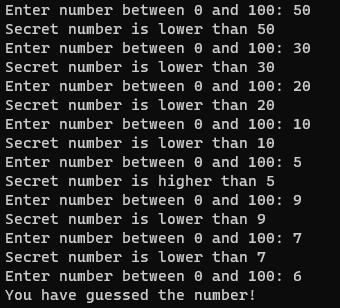 Enter number between 0 and 100: 50
Secret number is lower than 50
Enter number between 0 and 100: 30
Secret number is lower than 30
Enter number between 0 and 100: 20
Secret number is lower than 20
Enter number between 0 and 100: 10
Secret number is lower than 10
Enter number between 0 and 100: 5
Secret number is higher than 5
Enter number between 0 and 100: 9
Secret number is lower than 9
Enter number between 0 and 100: 7
Secret number is lower than 7
Enter number between 0 and 100: 6
You have guessed the number!